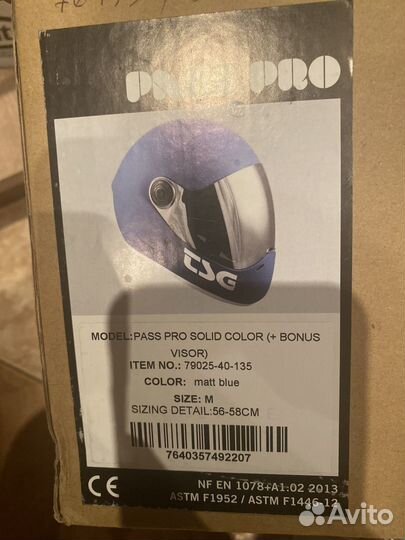 PASS PRO
TSG
MODEL:PASS PRO SOLID COLOR (+ BONUS
VISOR)
ITEM NO.: 79025-40-135
COLOR: matt blue
SIZE: M
SIZING DETAIL:56-58CM
7640357492207
CE
NF EN 1078+A1.02 2013
ASTM F1952 / ASTM F1446-12
Avito